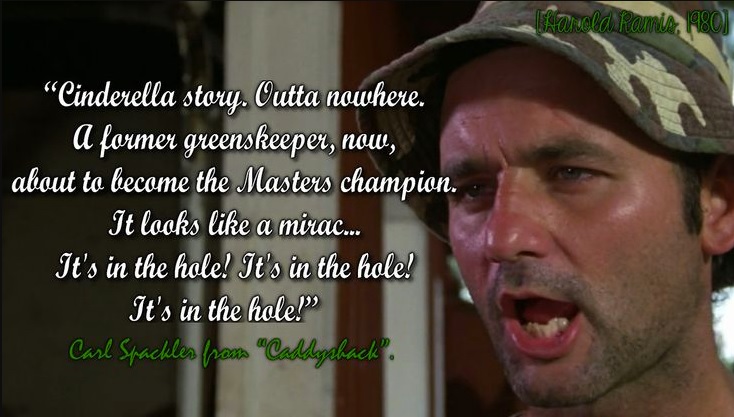 [Harold Ramis, 1980]
“Cinderella story. Outta nowhere.
A former greenskeeper, now,
about to become the Masters champion.
It looks like a mirac...
It's in the hole! It's in the hole!
It's in the hole!”
Carl Spackler from “Caddyshack”.